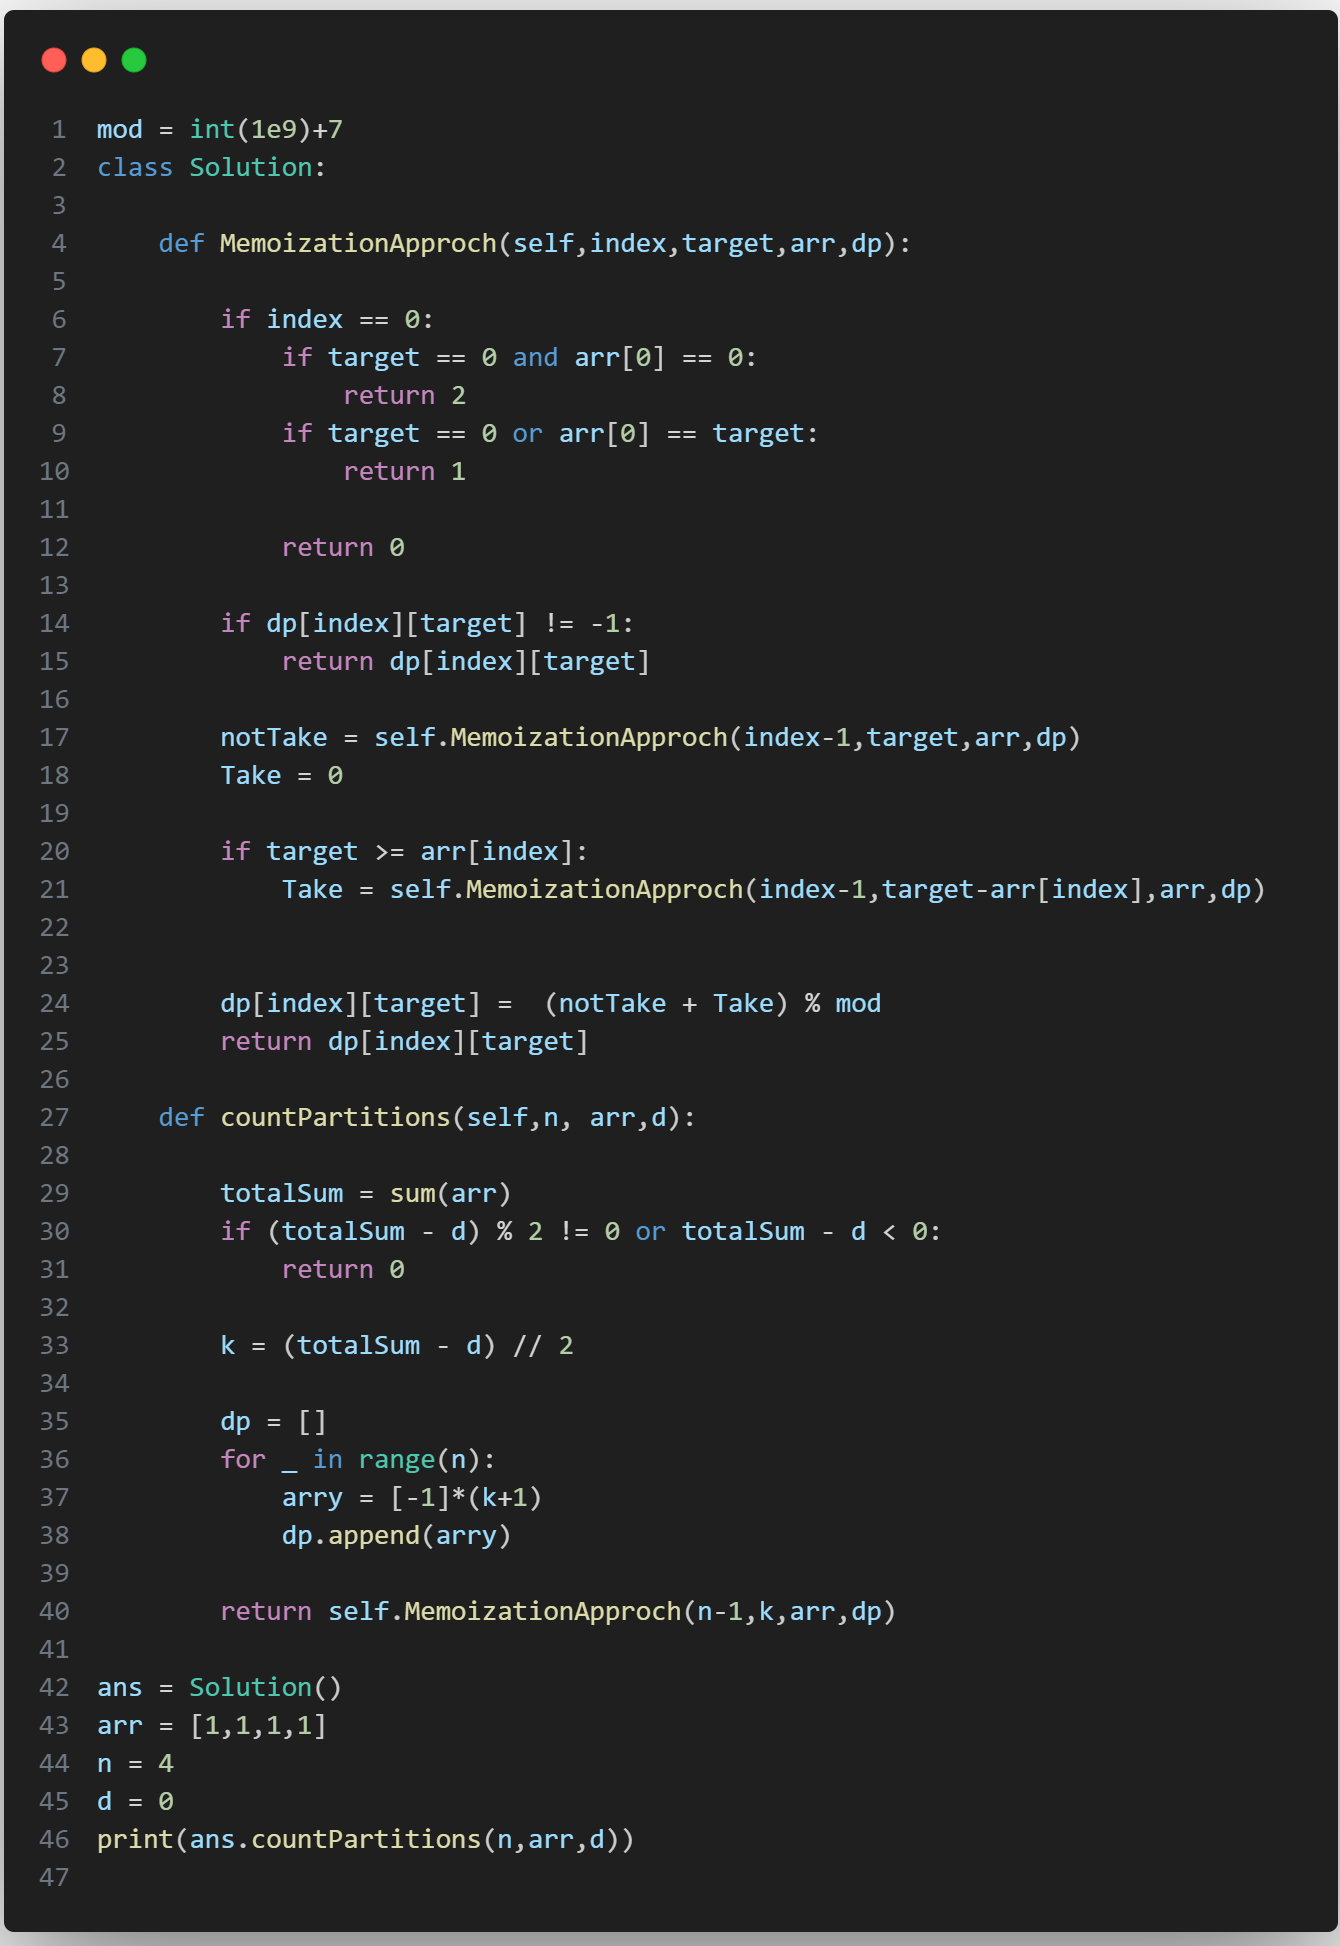 1 mod = int(1e9)+7
2 class Solution:
3
4     def MemoizationApproch(self,index,target,arr,dp):
5
6         if index == 0:
7             if target == 0 and arr[0] == 0:
8                 return 2
9             if target == 0 or arr[0] == target:
10                 return 1
11
12             return 0
13
14         if dp[index][target] != -1:
15             return dp[index][target]
16
17         notTake = self.MemoizationApproch(index-1,target,arr,dp)
18         Take = 0
19
20         if target >= arr[index]:
21             Take = self.MemoizationApproch(index-1,target-arr[index],arr,dp)
22
23
24         dp[index][target] =  (notTake + Take) % mod
25         return dp[index][target]
26
27     def countPartitions(self,n, arr,d):
28
29         totalSum = sum(arr)
30         if (totalSum - d) % 2 != 0 or totalSum - d < 0:
31             return 0
32
33         k = (totalSum - d) // 2
34
35         dp = []
36         for _ in range(n):
37             arry = [-1]*(k+1)
38             dp.append(arry)
39
40         return self.MemoizationApproch(n-1,k,arr,dp)
41
42 ans = Solution()
43 arr = [1,1,1,1]
44 n = 4
45 d = 0
46 print(ans.countPartitions(n,arr,d))
47